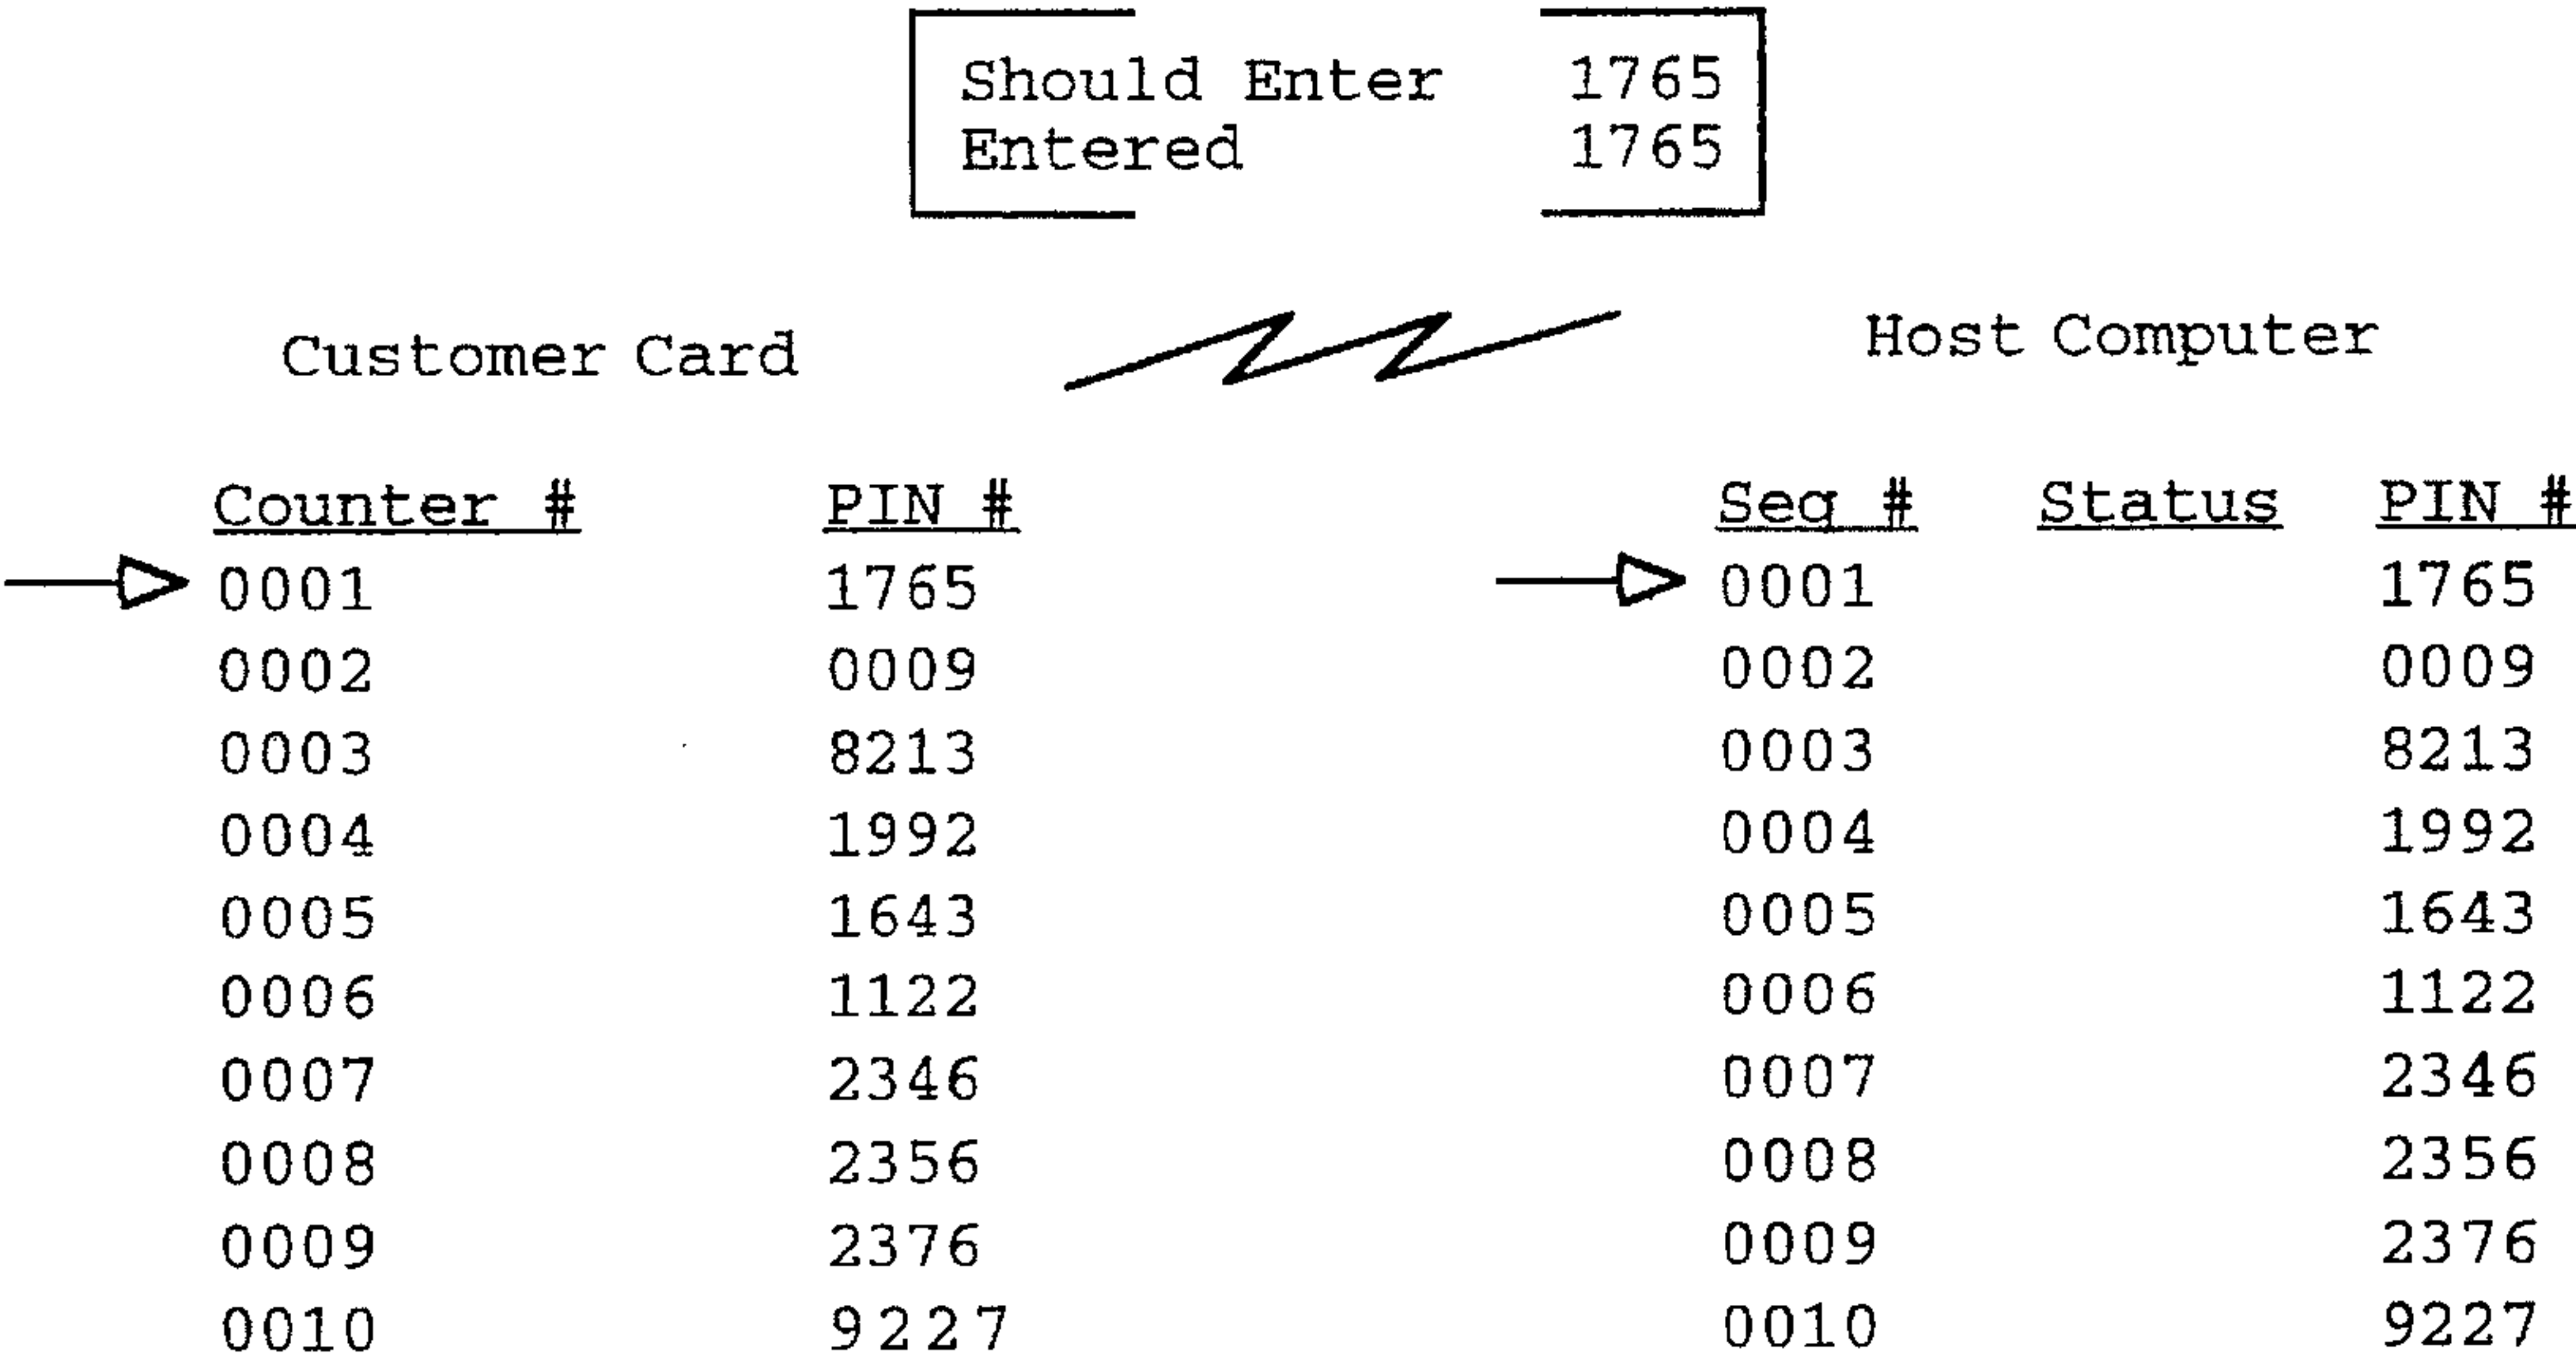 Should Enter 1765
Entered 1765
Customer Card Host Computer
Counter # PIN # Seq # Status PIN #
0001 1765 0001 1765
0002 0009 0002 0009
0003 8213 0003 8213
0004 1992 0004 1992
0005 1643 0005 1643
0006 1122 0006 1122
0007 2346 0007 2346
0008 2356 0008 2356
0009 2376 0009 2376
0010 9227 0010 9227